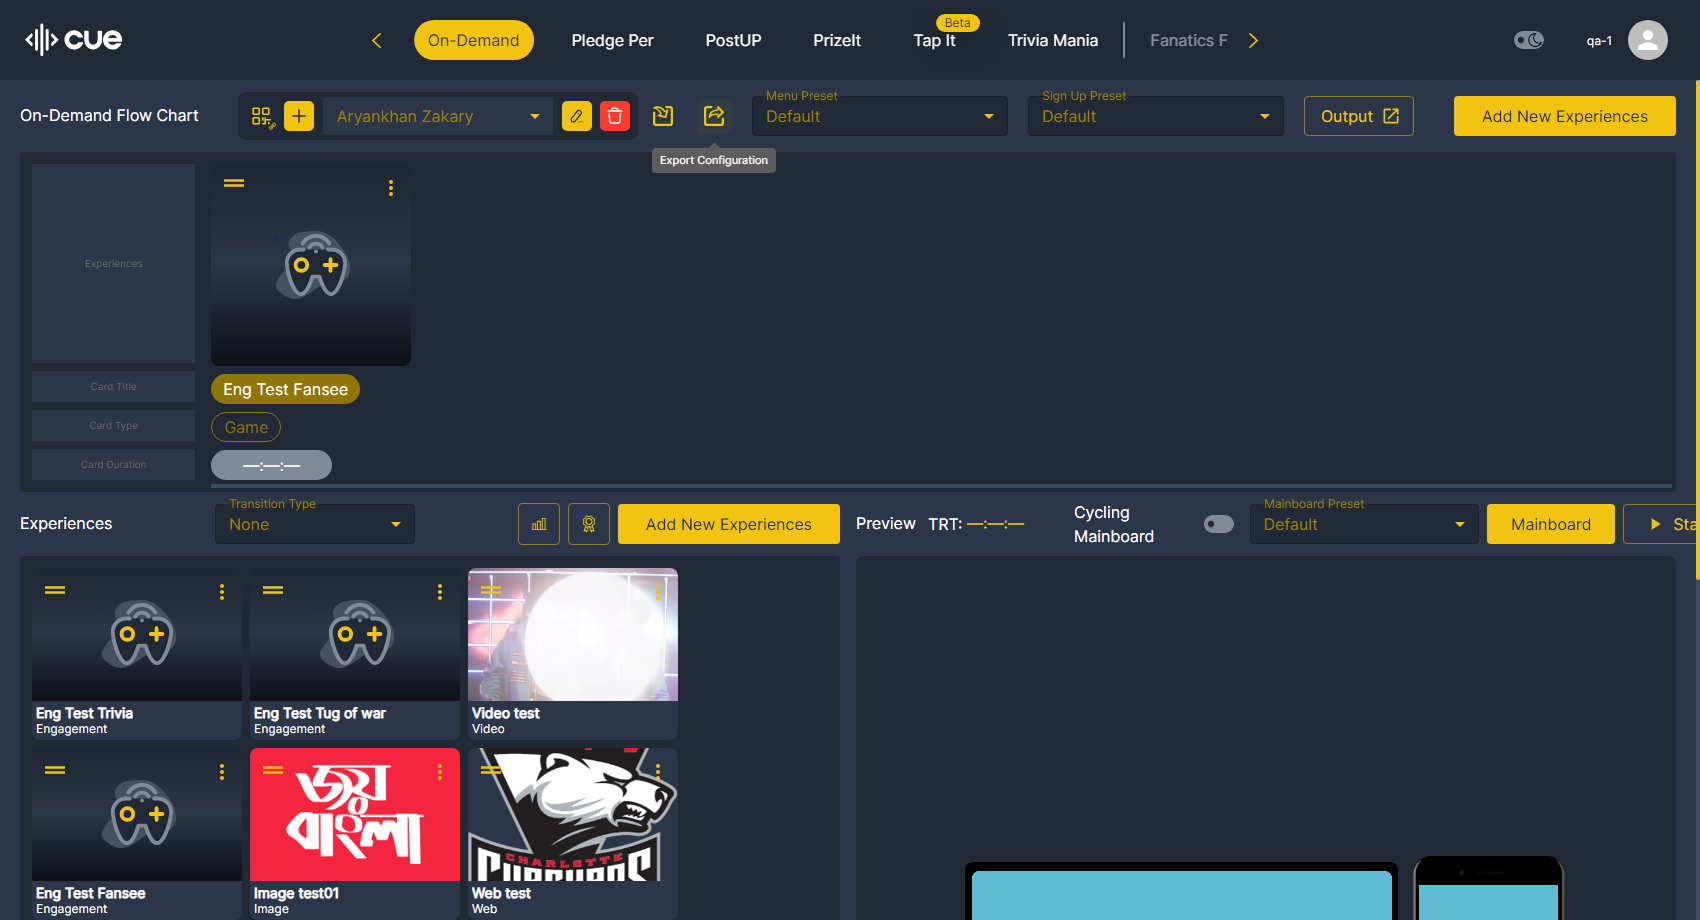 cue
On-Demand
Pledge Per
PostUP
PrizeIt
Beta
Tap It
Trivia Mania
Fanatics F
qa-1
On-Demand Flow Chart
Aryankhan Zakary
Menu Preset
Default
Sign Up Preset
Default
Output
Add New Experiences
Export Configuration
Experiences
Card Title
Eng Test Fansee
Card Type
Game
Card Duration
—:—:—
Experiences
Transition Type
None
Add New Experiences
Preview
TRT: —:—:—
Cycling
Mainboard
Mainboard Preset
Default
Mainboard
Sta
Eng Test Trivia
Engagement
Eng Test Tug of war
Engagement
Video test
Video
Eng Test Fansee
Engagement
জয়
বাংলা
Image test01
Image
CHARLOTTE
Web test
Web